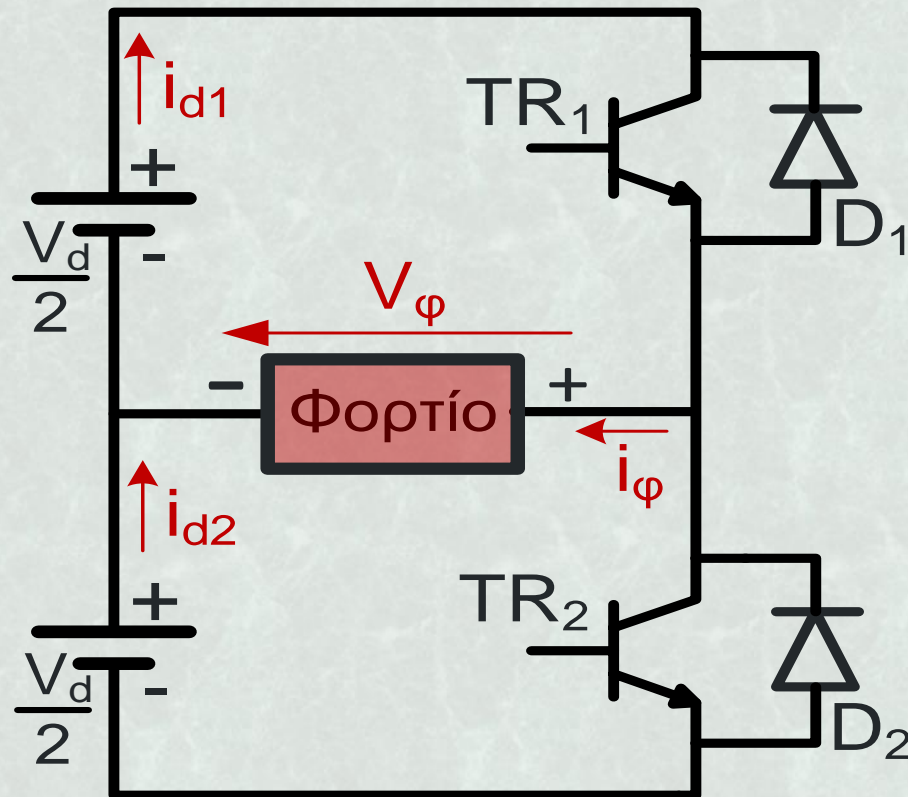 i_d1
TR₁
+
V_d
2
-
D₁
V_φ
-
Φορτίο
+
i_φ
i_d2
TR₂
+
V_d
2
-
D₂